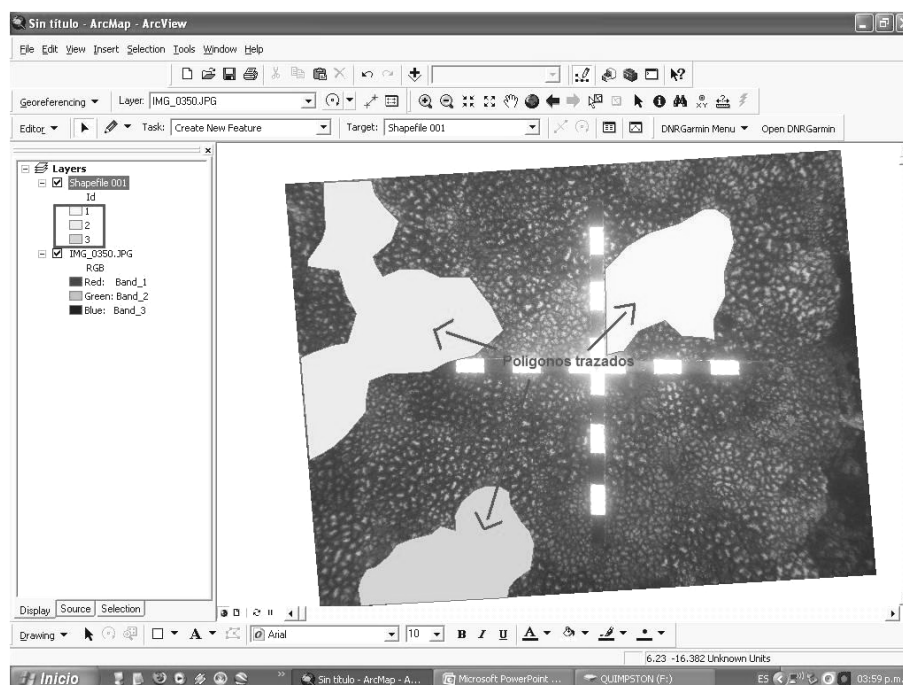 Sin título - ArcMap - ArcView
File Edit View Insert Selection Tools Window Help
Georeferencing Layer: IMG_0350.JPG
Editor Task: Create New Feature Target: Shapefile 001 DNRGarmin Menu Open DNRGarmin
Layers
Shapefile 001
Id
1
2
3
IMG_0350.JPG
RGB
Red: Band_1
Green: Band_2
Blue: Band_3
Poligonos trazados
Display Source Selection
Drawing A Arial 10 B I U A
6.23 -16.382 Unknown Units
Inicio Sin título - ArcMap - A... Microsoft PowerPoint ... QUIMPSTON (F:) ES 03:59 p.m.